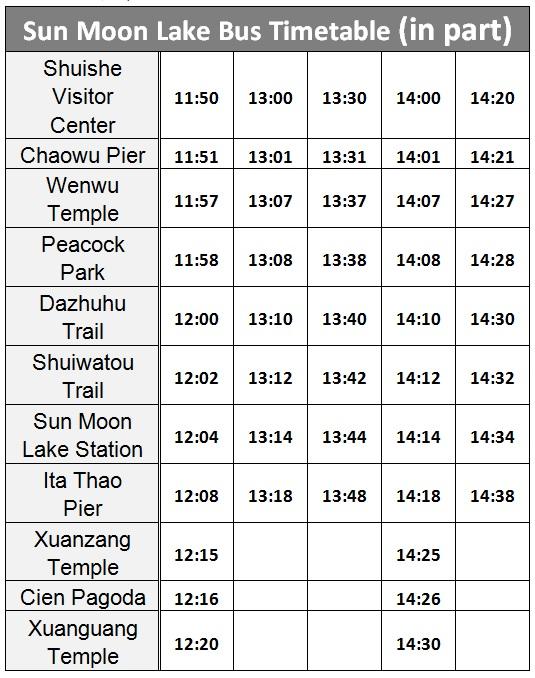 Sun Moon Lake Bus Timetable (in part)
Shuishe
Visitor
Center
11:50 13:00 13:30 14:00 14:20
Chaowu Pier 11:51 13:01 13:31 14:01 14:21
Wenwu
Temple
11:57 13:07 13:37 14:07 14:27
Peacock
Park
11:58 13:08 13:38 14:08 14:28
Dazhuhu
Trail
12:00 13:10 13:40 14:10 14:30
Shuiwatou
Trail
12:02 13:12 13:42 14:12 14:32
Sun Moon
Lake Station
12:04 13:14 13:44 14:14 14:34
Ita Thao
Pier
12:08 13:18 13:48 14:18 14:38
Xuanzang
Temple
12:15 14:25
Cien Pagoda 12:16 14:26
Xuanguang
Temple
12:20 14:30